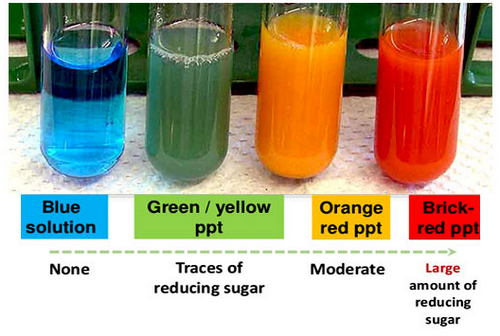 Blue
solution
Green / yellow
ppt
Orange
red ppt
Brick-
red ppt
None
Traces of
reducing sugar
Moderate
Large
amount of
reducing
sugar